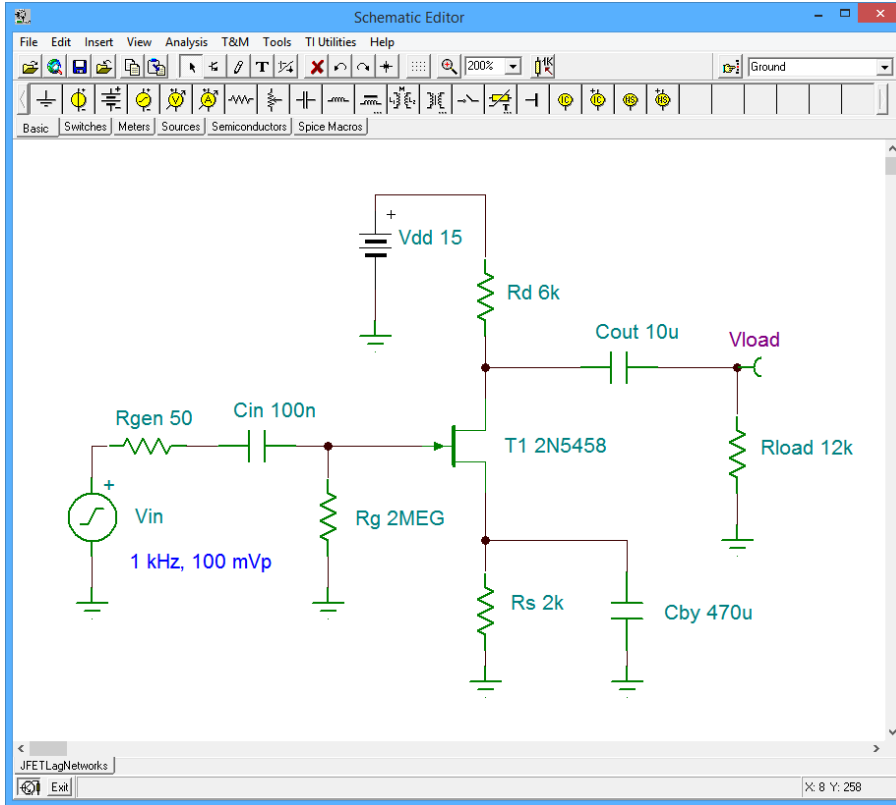 Schematic Editor
File Edit Insert View Analysis T&M Tools TI Utilities Help
200% 1K Ground
Basic Switches Meters Sources Semiconductors Spice Macros
+
Vdd 15
Rd 6k
Cout 10u
Vload
Rgen 50
Cin 100n
T1 2N5458
Rload 12k
+
Vin
Rg 2MEG
1 kHz, 100 mVp
Rs 2k
Cby 470u
JFETLagNetworks
Exit
X: 8 Y: 258